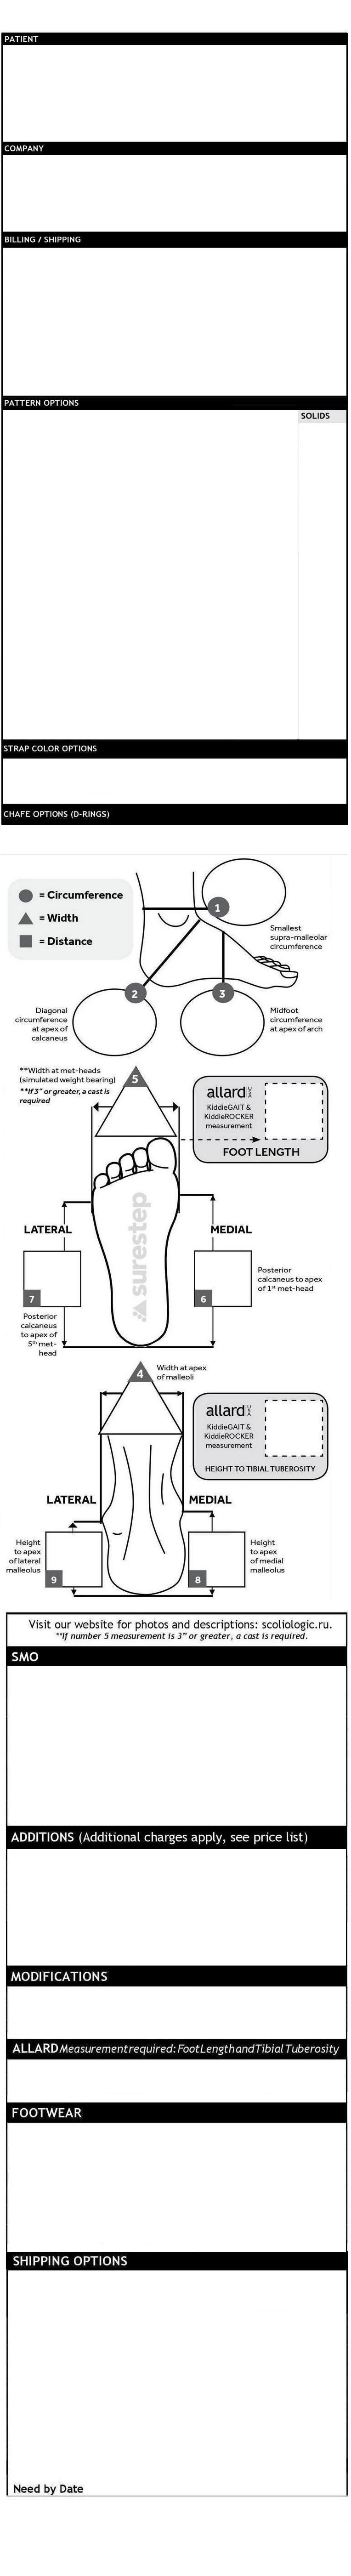 PATIENT
COMPANY
BILLING / SHIPPING
PATTERN OPTIONS
SOLIDS
STRAP COLOR OPTIONS
CHAFE OPTIONS (D-RINGS)
= Circumference
= Width
= Distance
1
Smallest
supra-malleolar
circumference
2
3
Diagonal
circumference
at apex of
calcaneus
Midfoot
circumference
at apex of arch
**Width at met-heads
(simulated weight bearing)
**If 3" or greater, a cast is
required
5
allard
KiddieGAIT &
KiddieROCKER
measurement
FOOT LENGTH
surestep
LATERAL
MEDIAL
7
6
Posterior
calcaneus to apex
of 1st met-head
Posterior
calcaneus
to apex of
5th met-
head
4
Width at apex
of malleoli
allard
KiddieGAIT &
KiddieROCKER
measurement
HEIGHT TO TIBIAL TUBEROSITY
LATERAL
MEDIAL
Height
to apex
of lateral
malleolus
9
8
Height
to apex
of medial
malleolus
Visit our website for photos and descriptions: scoliologic.ru.
**If number 5 measurement is 3" or greater, a cast is required.
SMO
ADDITIONS (Additional charges apply, see price list)
MODIFICATIONS
ALLARD Measurement required: Foot Length and Tibial Tuberosity
FOOTWEAR
SHIPPING OPTIONS
Need by Date